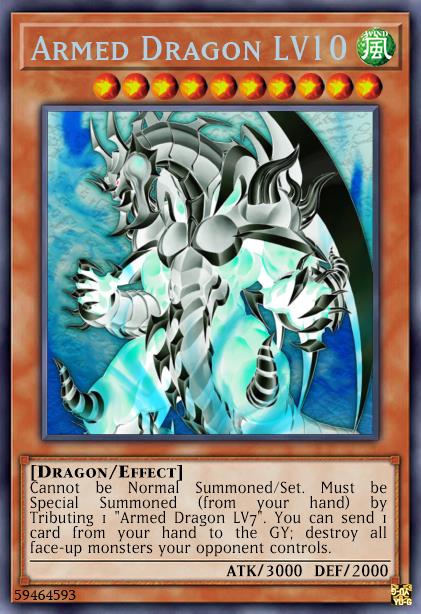 Armed Dragon LV10
WIND
風
[Dragon/Effect]
Cannot be Normal Summoned/Set. Must be
Special Summoned (from your hand) by
Tributing 1 "Armed Dragon LV7". You can send 1
card from your hand to the GY; destroy all
face-up monsters your opponent controls.
ATK/3000 DEF/2000
59464593